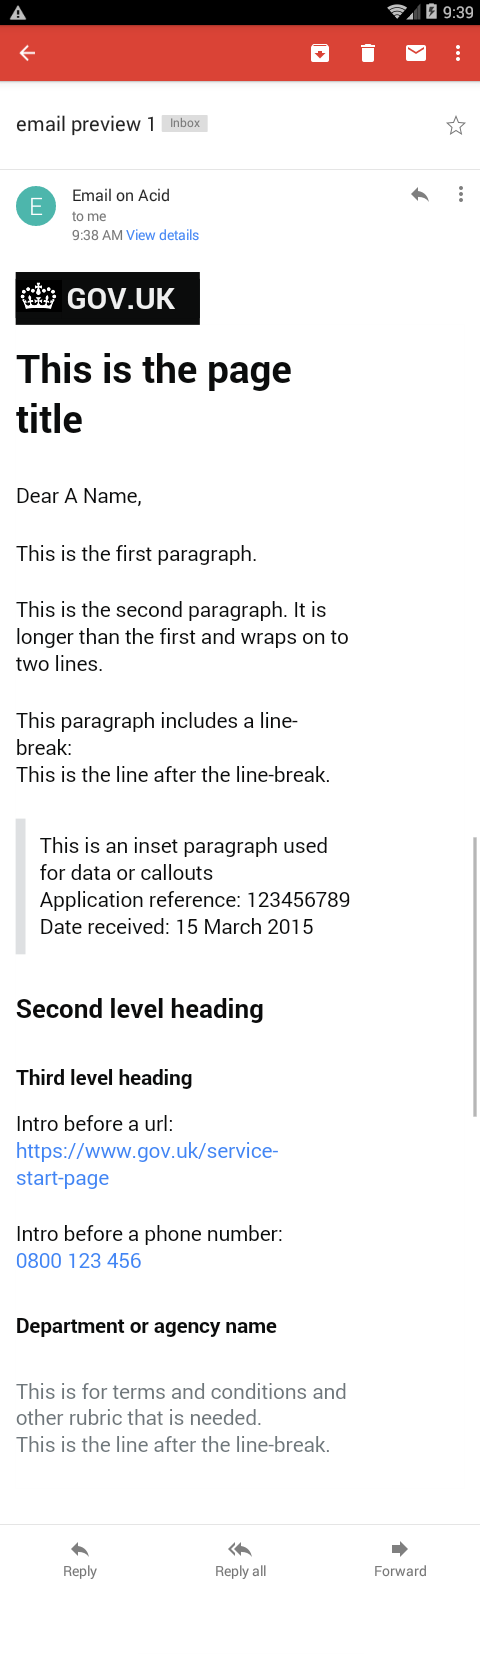 9:39
email preview 1 Inbox
E
Email on Acid
to me
9:38 AM View details
GOV.UK
This is the page
title
Dear A Name,
This is the first paragraph.
This is the second paragraph. It is
longer than the first and wraps on to
two lines.
This paragraph includes a line-
break:
This is the line after the line-break.
This is an inset paragraph used
for data or callouts
Application reference: 123456789
Date received: 15 March 2015
Second level heading
Third level heading
Intro before a url:
https://www.gov.uk/service-
start-page
Intro before a phone number:
0800 123 456
Department or agency name
This is for terms and conditions and
other rubric that is needed.
This is the line after the line-break.
Reply Reply all Forward